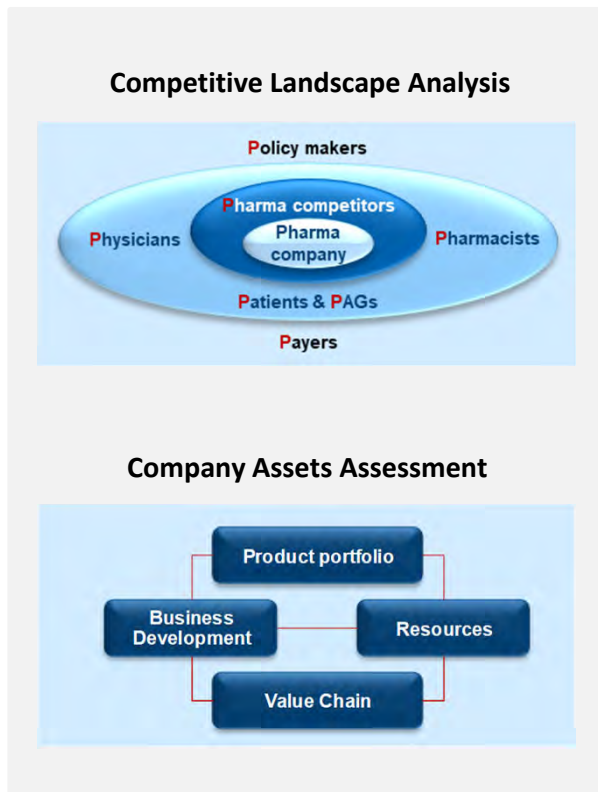 Competitive Landscape Analysis
Policy makers
Pharma competitors
Physicians
Pharma
company
Pharmacists
Patients & PAGs
Payers
Company Assets Assessment
Product portfolio
Business
Development
Resources
Value Chain